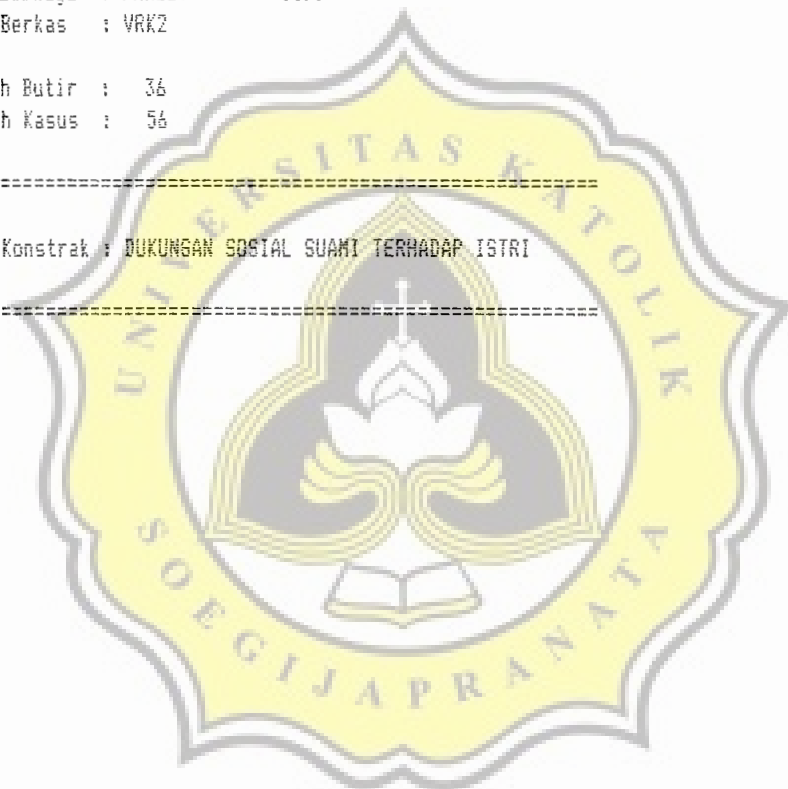 Berkas : VRK2
h Butir : 36
h Kasus : 56
================================================
Konstrak : DUKUNGAN SOSIAL SUAMI TERHADAP ISTRI
================================================
UNIVERSITAS KATOLIK
SOEGIJAPRANATA